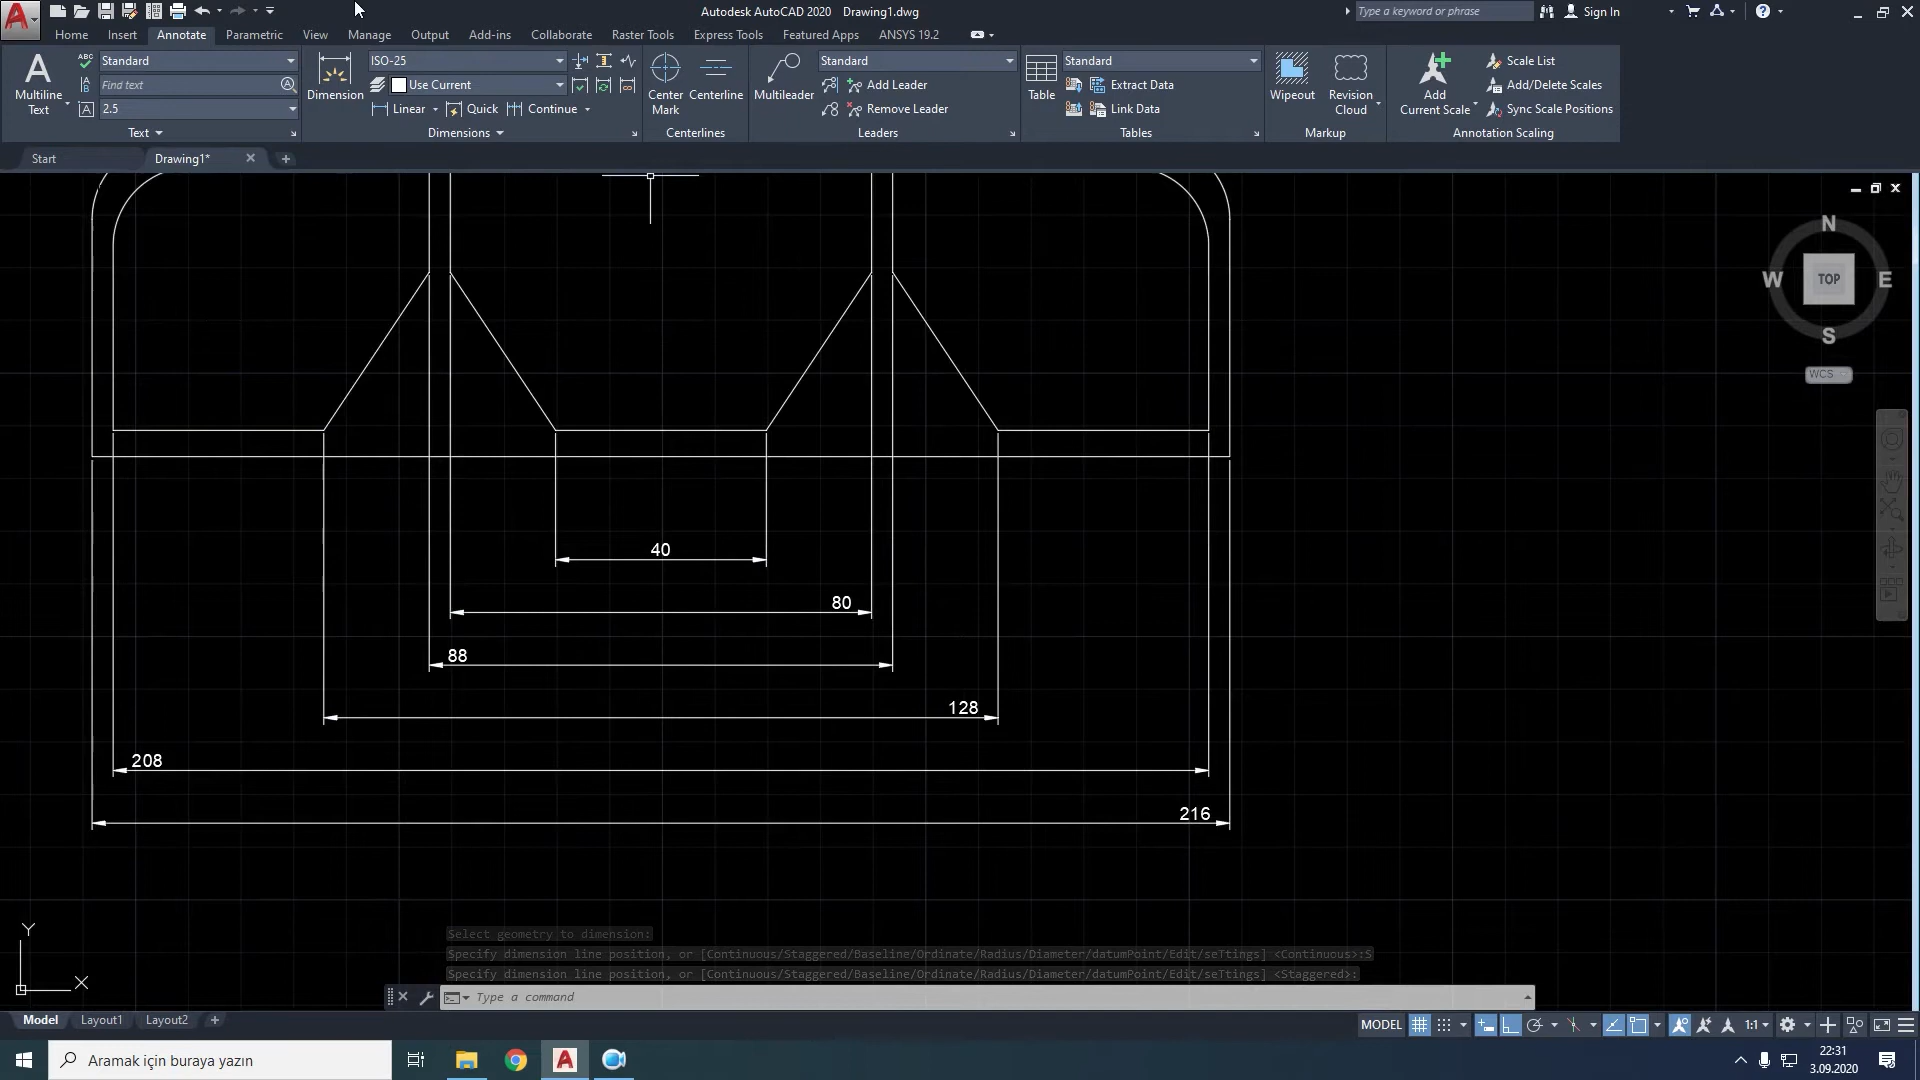 Autodesk AutoCAD 2020 Drawing1.dwg
Type a keyword or phrase
Sign In
Home Insert Annotate Parametric View Manage Output Add-ins Collaborate Raster Tools Express Tools Featured Apps ANSYS 19.2
Multiline Text
ABC Standard
Find text
2.5
Text
Dimension
ISO-25
Use Current
Linear Quick Continue
Dimensions
Center Mark
Centerline
Centerlines
Multileader
Standard
Add Leader
Remove Leader
Leaders
Table
Standard
Extract Data
Link Data
Tables
Wipeout
Revision Cloud
Markup
Add Current Scale
Scale List
Add/Delete Scales
Sync Scale Positions
Annotation Scaling
Start Drawing1*
N
W TOP E
S
WCS
40
80
88
128
208
216
Y
X
Select geometry to dimension:
Specify dimension line position, or [Continuous/Staggered/Baseline/Ordinate/Radius/Diameter/datumPoint/Edit/seTtings] <Continuous>:S
Specify dimension line position, or [Continuous/Staggered/Baseline/Ordinate/Radius/Diameter/datumPoint/Edit/seTtings] <Staggered>:
Type a command
Model Layout1 Layout2
MODEL 1:1
Aramak için buraya yazın
22:31
3.09.2020